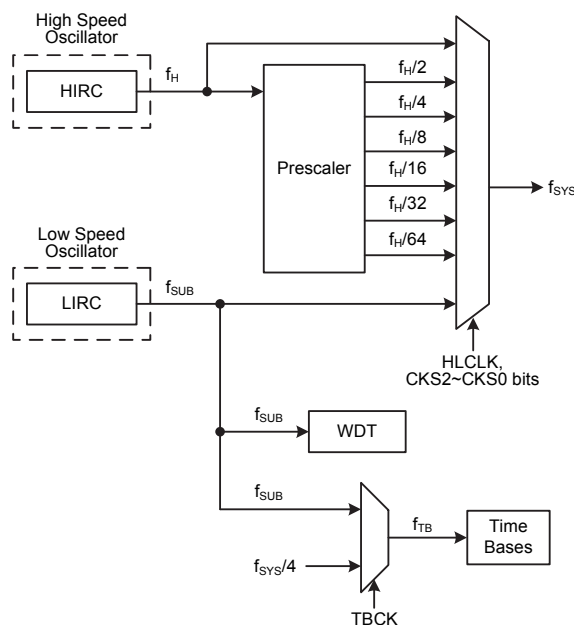 High Speed
Oscillator
HIRC
fH
Prescaler
fH/2
fH/4
fH/8
fH/16
fH/32
fH/64
fSYS
Low Speed
Oscillator
LIRC
fSUB
HLCLK,
CKS2~CKS0 bits
fSUB
WDT
fSUB
fSYS/4
fTB
Time
Bases
TBCK